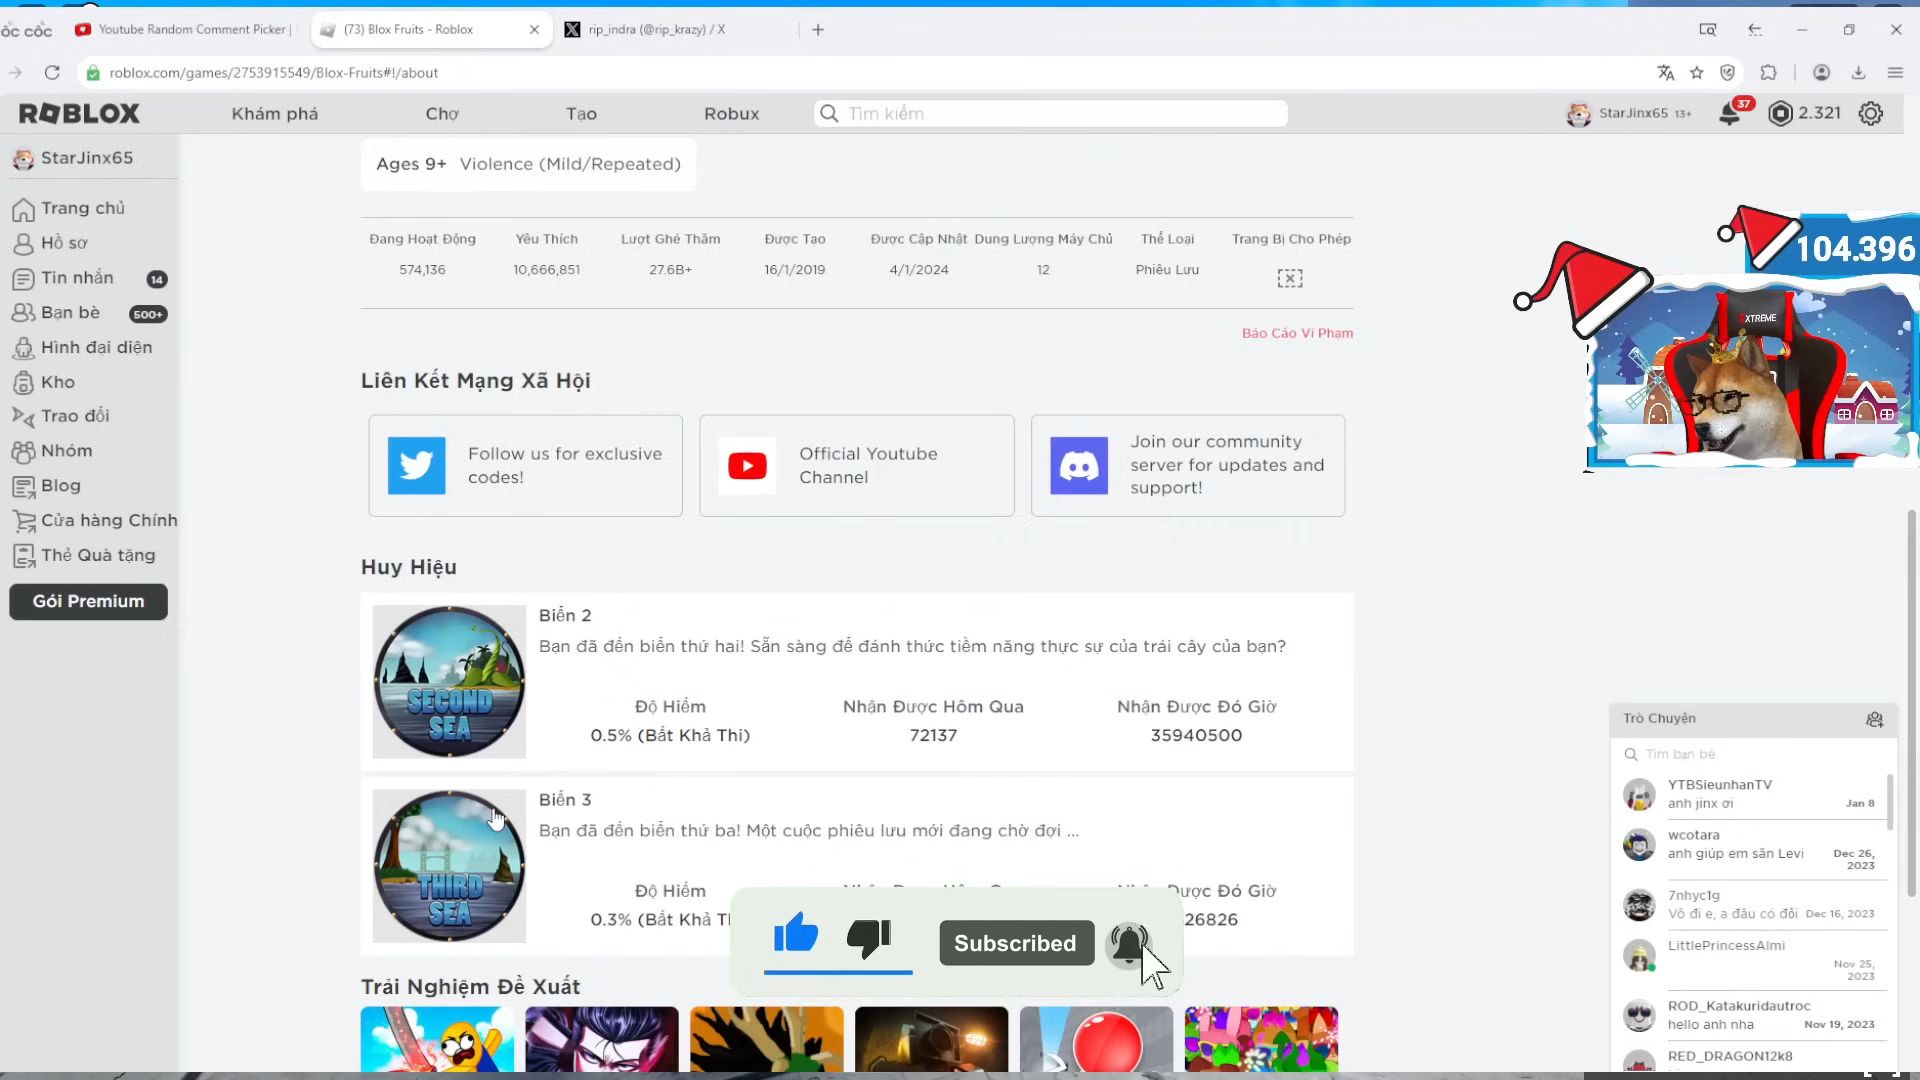 ốc cốc
Youtube Random Comment Picker |
(73) Blox Fruits - Roblox
rip_indra (@rip_krazy) / X
roblox.com/games/2753915549/Blox-Fruits#!/about
ROBLOX
Khám phá
Chợ
Tạo
Robux
Tìm kiếm
StarJinx65 13+
37
2.321
StarJinx65
Trang chủ
Hồ sơ
Tin nhắn 14
Bạn bè 500+
Hình đại diện
Kho
Trao đổi
Nhóm
Blog
Cửa hàng Chính
Thẻ Quà tặng
Gói Premium
Ages 9+ Violence (Mild/Repeated)
Đang Hoạt Động Yêu Thích Lượt Ghé Thăm Được Tạo Được Cập Nhật Dung Lượng Máy Chủ Thể Loại Trang Bị Cho Phép
574,136 10,666,851 27.6B+ 16/1/2019 4/1/2024 12 Phiêu Lưu
Báo Cáo Vi Phạm
Liên Kết Mạng Xã Hội
Follow us for exclusive
codes!
Official Youtube
Channel
Join our community
server for updates and
support!
Huy Hiệu
SECOND
SEA
Biển 2
Bạn đã đến biển thứ hai! Sẵn sàng để đánh thức tiềm năng thực sự của trái cây của bạn?
Độ Hiếm Nhận Được Hôm Qua Nhận Được Đó Giờ
0.5% (Bất Khả Thi) 72137 35940500
THIRD
SEA
Biển 3
Bạn đã đến biển thứ ba! Một cuộc phiêu lưu mới đang chờ đợi ...
Độ Hiếm
Được Đó Giờ
0.3% (Bất Khả
26826
Subscribed
Trải Nghiệm Đề Xuất
104.396
EXTREME
Trò Chuyện
Tìm bạn bè
YTBSieunhanTV
anh jinx ơi Jan 8
wcotara
anh giúp em săn Levi Dec 26,
2023
7nhyc1g
Vô đi e, a đâu có đổi Dec 16, 2023
LittlePrincessAlmi
Nov 25,
2023
ROD_Katakuridautroc
hello anh nha Nov 19, 2023
RED_DRAGON12k8